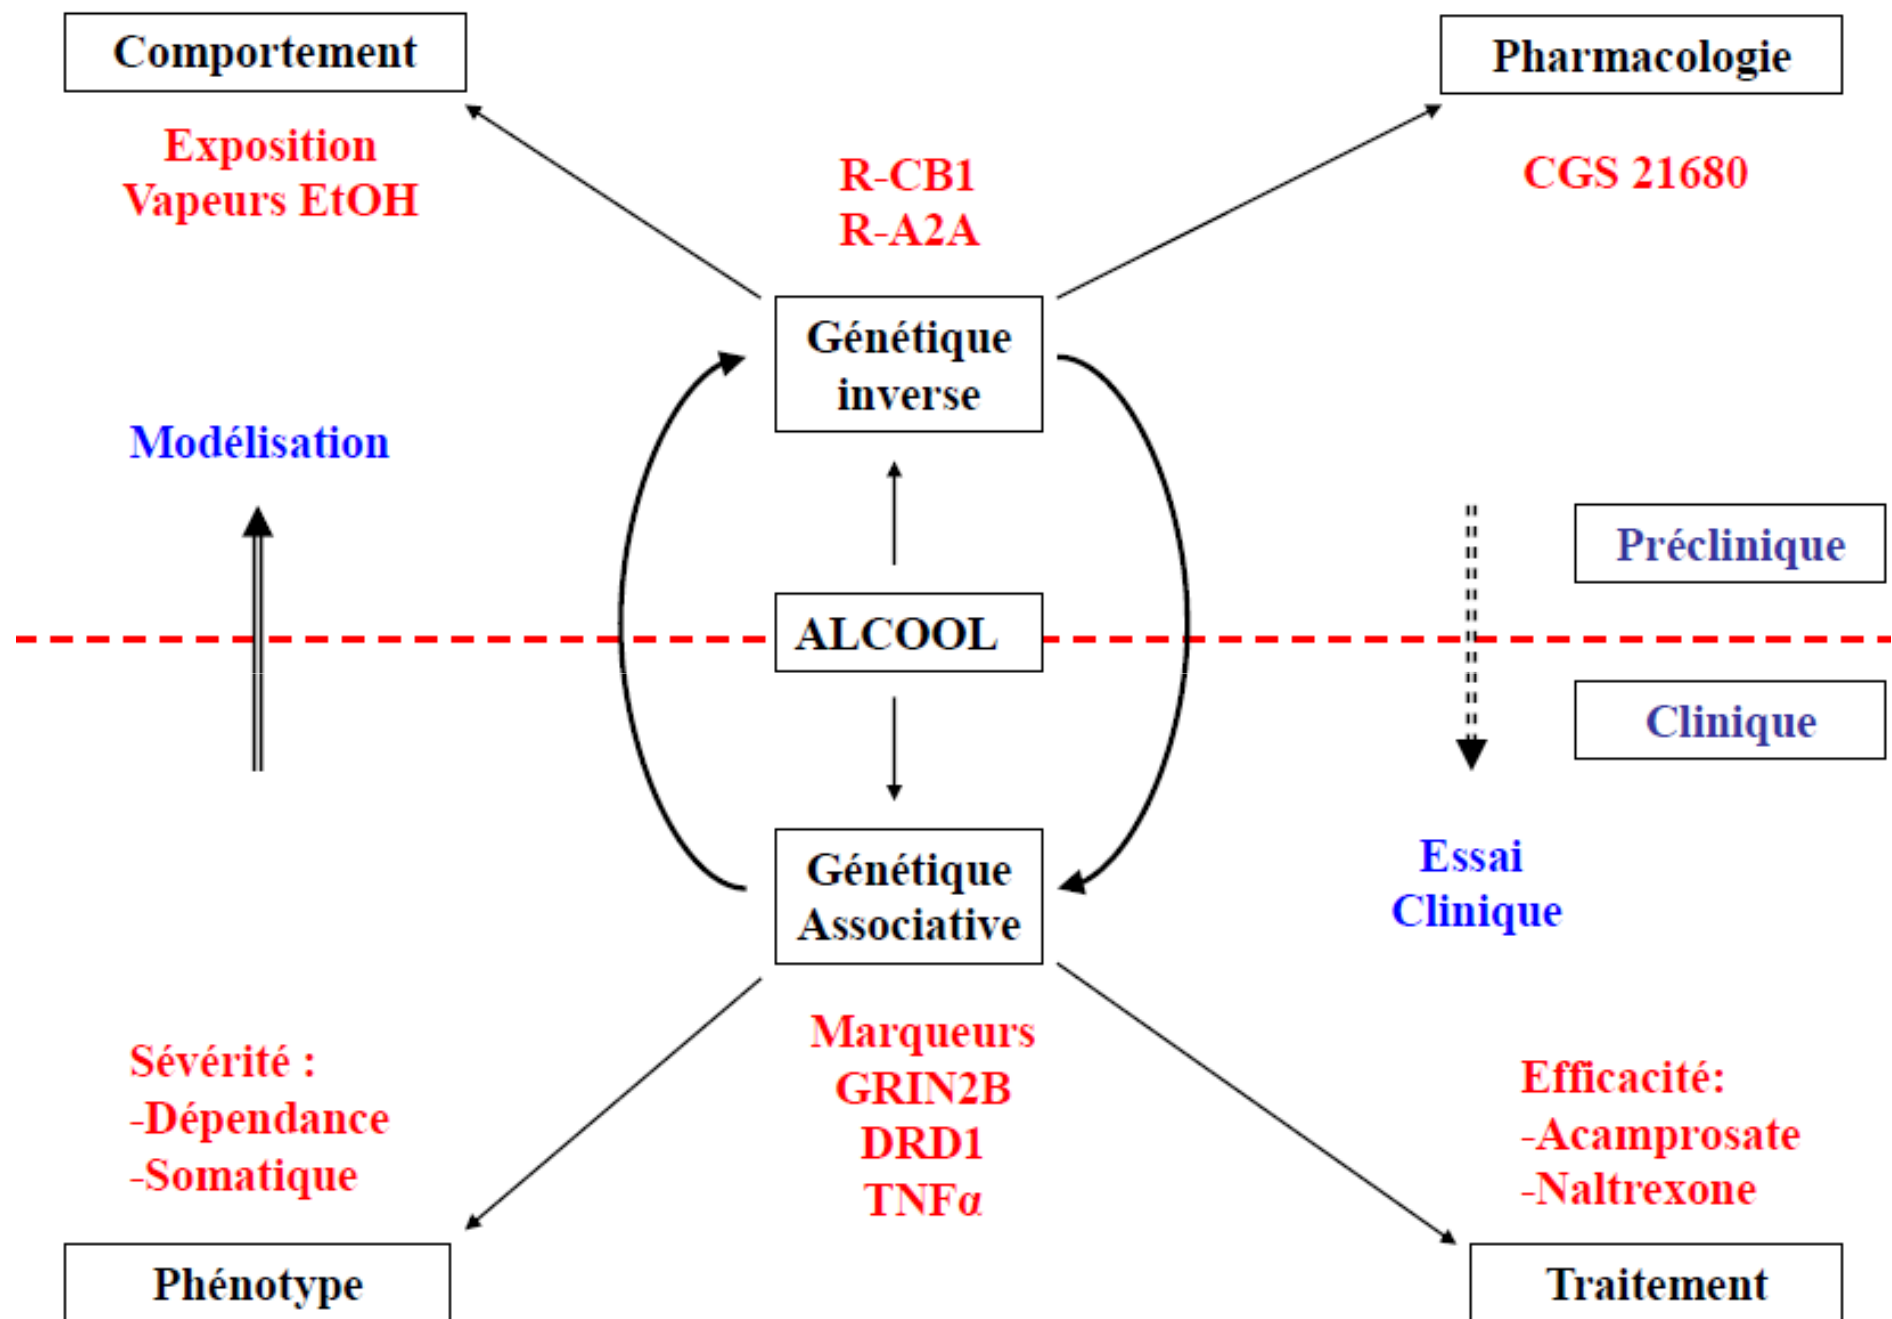 Comportement
Pharmacologie
Exposition
Vapeurs EtOH
R-CB1
R-A2A
CGS 21680
Génétique
inverse
Modélisation
Préclinique
ALCOOL
Clinique
Génétique
Associative
Essai
Clinique
Sévérité :
-Dépendance
-Somatique
Marqueurs
GRIN2B
DRD1
TNFα
Efficacité:
-Acamprosate
-Naltrexone
Phénotype
Traitement